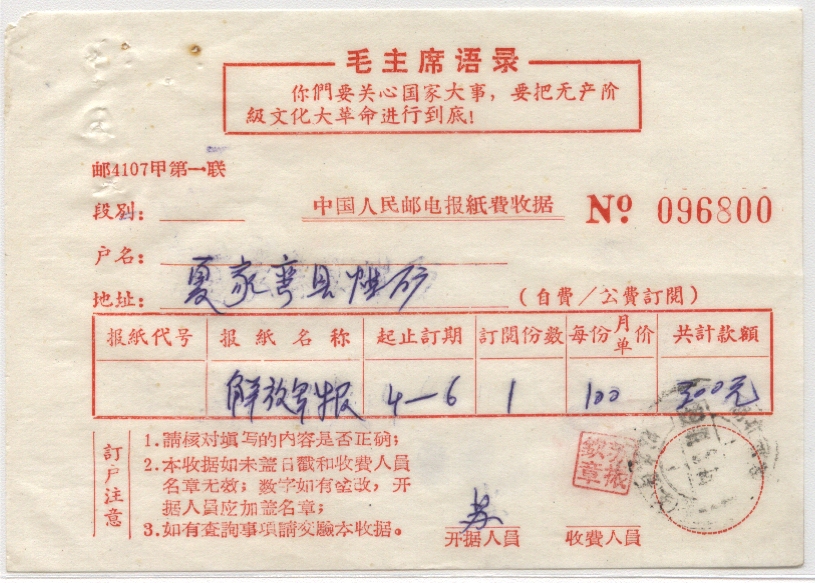 毛主席语录
你們要关心国家大事，要把无产阶
級文化大革命进行到底！
邮4107甲第一联
段别：
中国人民邮电报紙費收据 No 096800
户名：
夏家弯县煤矿
地址： （自費／公費訂閱）
报紙代号 报紙名称 起止訂期 訂閱份数 每份月单价 共計款額
解放军报 4—6 1 100 300元
訂户注意
1.請核对填写的内容是否正确；
2.本收据如未盖日戳和收費人員
名章无效；数字如有塗改，开
据人員应加盖名章；
3.如有查詢事項請交驗本收据。
开据人員 收費人員